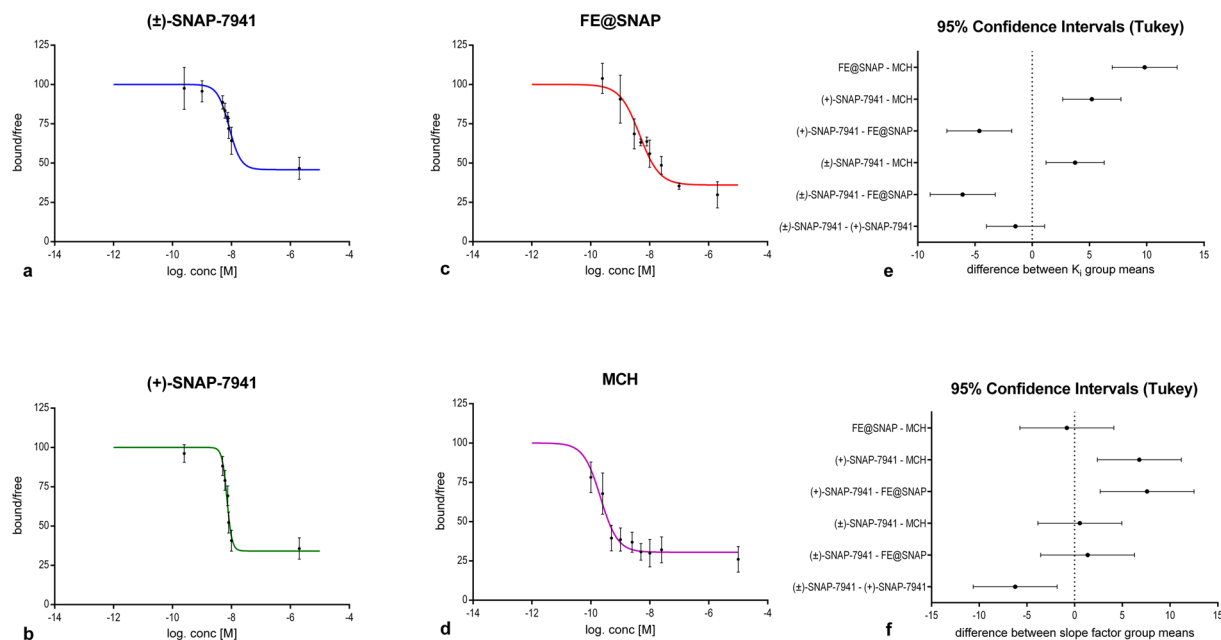 (±)-SNAP-7941
125
100
75
50
25
0
bound/free
-14 -12 -10 -8 -6 -4
log. conc [M]
a
FE@SNAP
125
100
75
50
25
0
bound/free
-14 -12 -10 -8 -6 -4
log. conc [M]
c
95% Confidence Intervals (Tukey)
FE@SNAP - MCH
(+)-SNAP-7941 - MCH
(+)-SNAP-7941 - FE@SNAP
(±)-SNAP-7941 - MCH
(±)-SNAP-7941 - FE@SNAP
(±)-SNAP-7941 - (+)-SNAP-7941
-10 -5 0 5 10 15
difference between Ki group means
e
(+)-SNAP-7941
125
100
75
50
25
0
bound/free
-14 -12 -10 -8 -6 -4
log. conc [M]
b
MCH
125
100
75
50
25
0
bound/free
-14 -12 -10 -8 -6 -4
log. conc [M]
d
95% Confidence Intervals (Tukey)
FE@SNAP - MCH
(+)-SNAP-7941 - MCH
(+)-SNAP-7941 - FE@SNAP
(±)-SNAP-7941 - MCH
(±)-SNAP-7941 - FE@SNAP
(±)-SNAP-7941 - (+)-SNAP-7941
-15 -10 -5 0 5 10 15
difference between slope factor group means
f